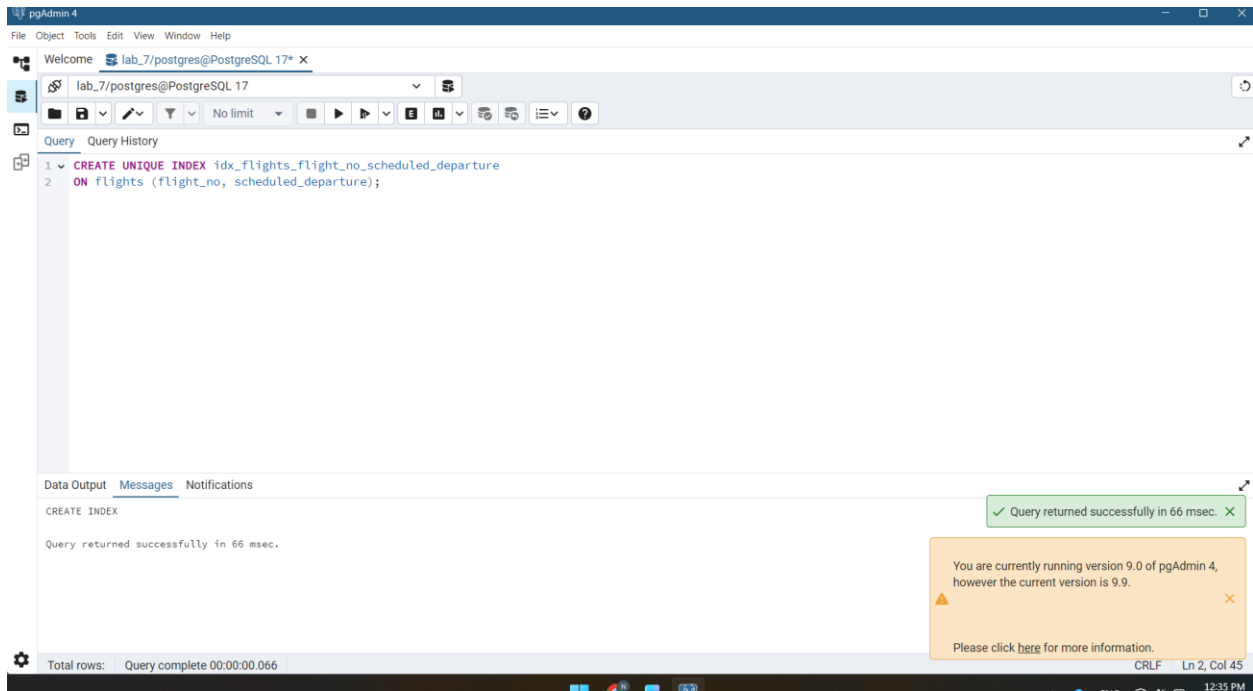 pgAdmin 4
File Object Tools Edit View Window Help
Welcome lab_7/postgres@PostgreSQL 17*
lab_7/postgres@PostgreSQL 17
No limit
Query Query History
1 CREATE UNIQUE INDEX idx_flights_flight_no_scheduled_departure
2 ON flights (flight_no, scheduled_departure);
Data Output Messages Notifications
CREATE INDEX
Query returned successfully in 66 msec.
Query returned successfully in 66 msec.
You are currently running version 9.0 of pgAdmin 4,
however the current version is 9.9.
Please click here for more information.
Total rows: Query complete 00:00:00.066
CRLF Ln 2, Col 45
12:35 PM